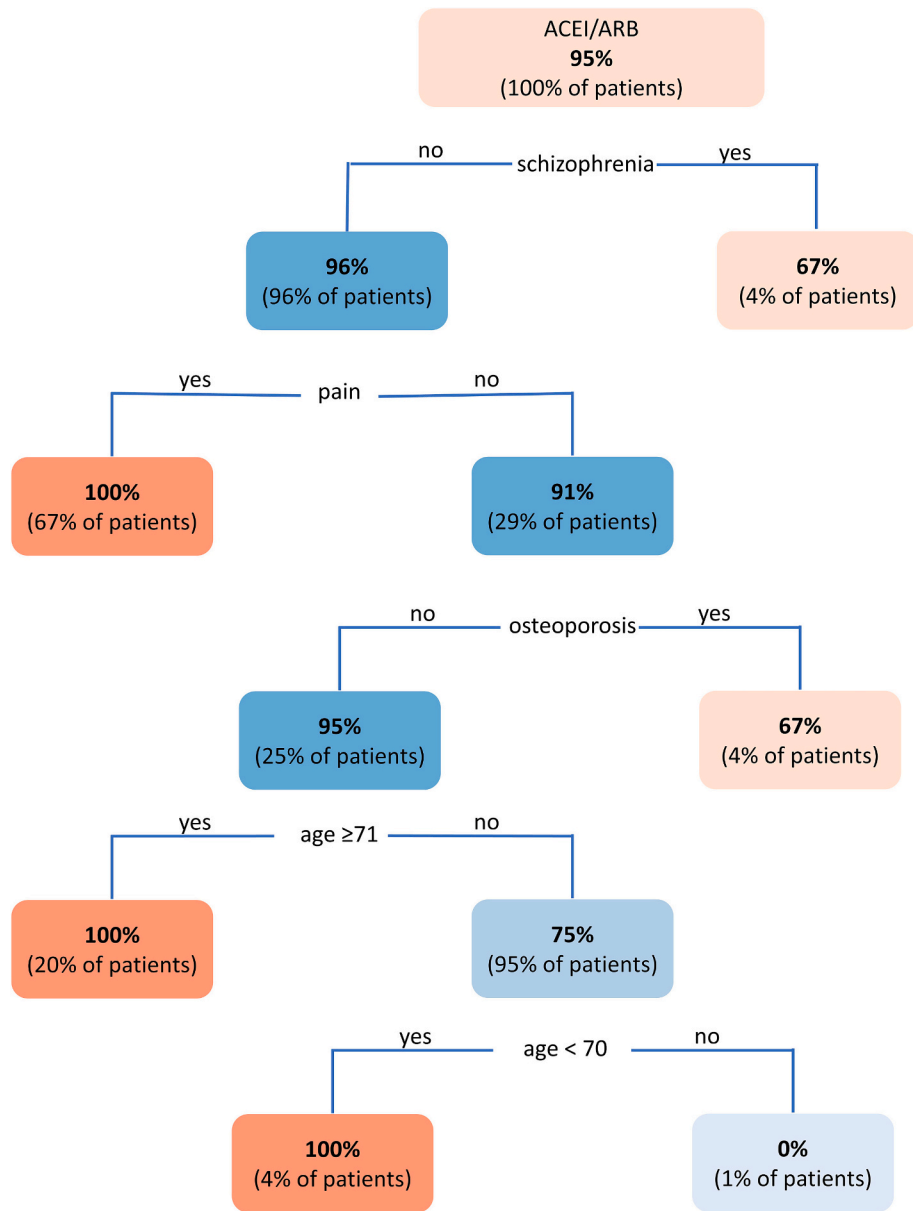 ACEI/ARB
95%
(100% of patients)
no schizophrenia yes
96%
(96% of patients)
67%
(4% of patients)
yes pain no
100%
(67% of patients)
91%
(29% of patients)
no osteoporosis yes
95%
(25% of patients)
67%
(4% of patients)
yes age ≥71 no
100%
(20% of patients)
75%
(95% of patients)
yes age < 70 no
100%
(4% of patients)
0%
(1% of patients)